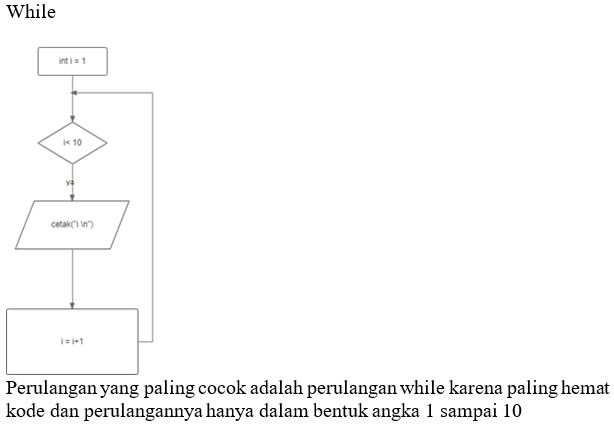 While
int i = 1
i< 10
ya
cetak("i \n")
i = i+1
Perulangan yang paling cocok adalah perulangan while karena paling hemat
kode dan perulangannya hanya dalam bentuk angka 1 sampai 10